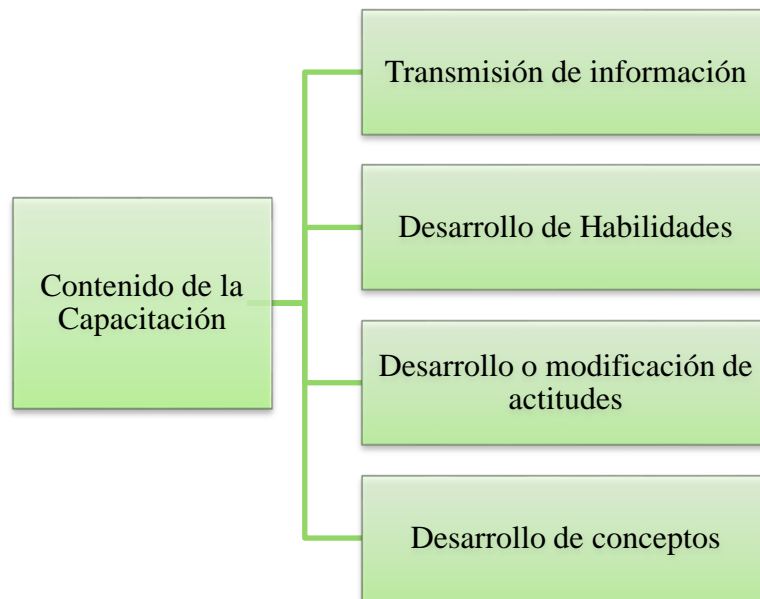 Transmisión de información
Desarrollo de Habilidades
Contenido de la
Capacitación
Desarrollo o modificación de
actitudes
Desarrollo de conceptos